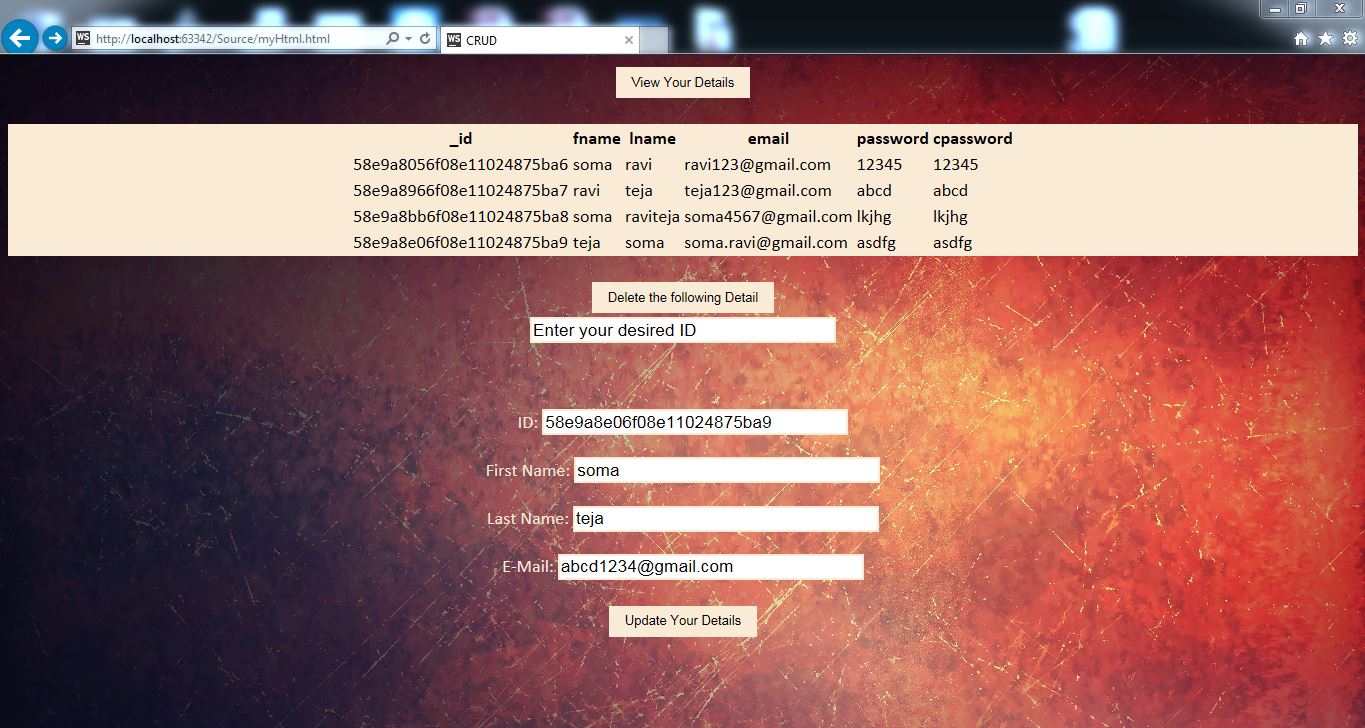 http://localhost:63342/Source/myHtml.html
WS CRUD
View Your Details
_id fname lname email password cpassword
58e9a8056f08e11024875ba6 soma ravi ravi123@gmail.com 12345 12345
58e9a8966f08e11024875ba7 ravi teja teja123@gmail.com abcd abcd
58e9a8bb6f08e11024875ba8 soma raviteja soma4567@gmail.com lkjhg lkjhg
58e9a8e06f08e11024875ba9 teja soma soma.ravi@gmail.com asdfg asdfg
Delete the following Detail
Enter your desired ID
ID: 58e9a8e06f08e11024875ba9
First Name: soma
Last Name: teja
E-Mail: abcd1234@gmail.com
Update Your Details